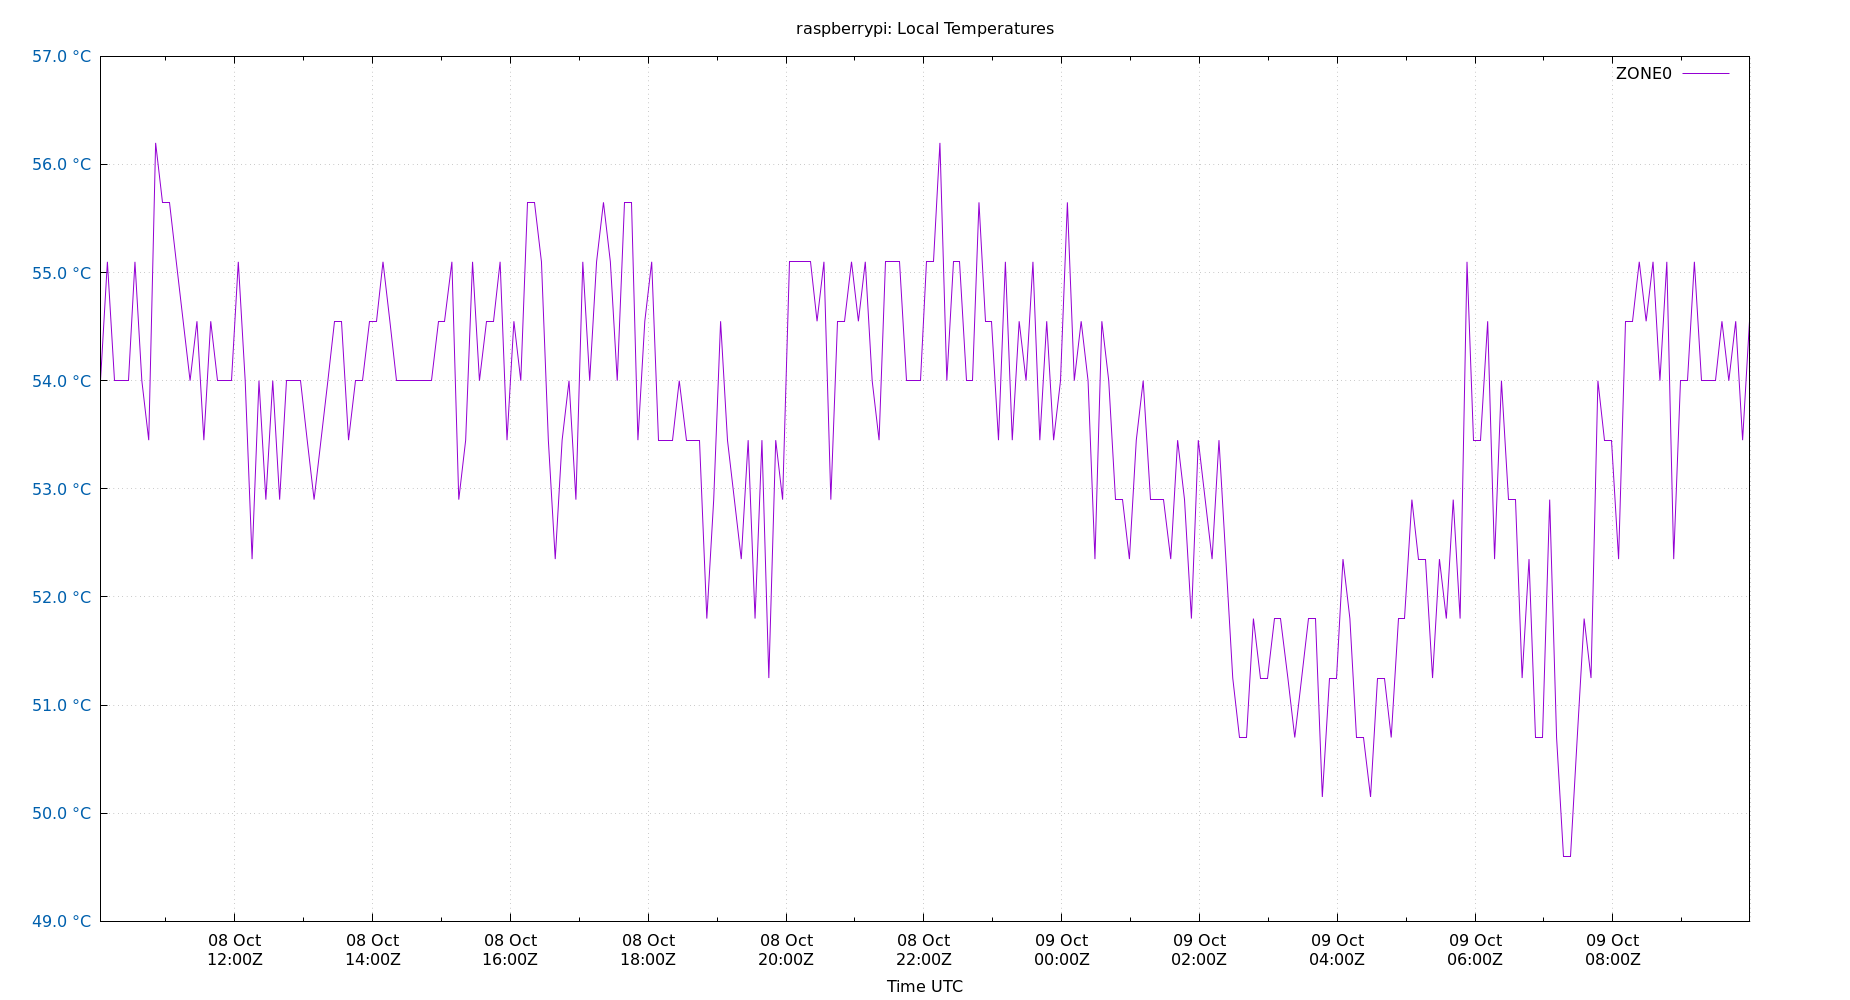 raspberrypi: Local Temperatures
57.0 °C
ZONE0
56.0 °C
55.0 °C
54.0 °C
53.0 °C
52.0 °C
51.0 °C
50.0 °C
49.0 °C
08 Oct 08 Oct 08 Oct 08 Oct 08 Oct 08 Oct 09 Oct 09 Oct 09 Oct 09 Oct 09 Oct
12:00Z 14:00Z 16:00Z 18:00Z 20:00Z 22:00Z 00:00Z 02:00Z 04:00Z 06:00Z 08:00Z
Time UTC